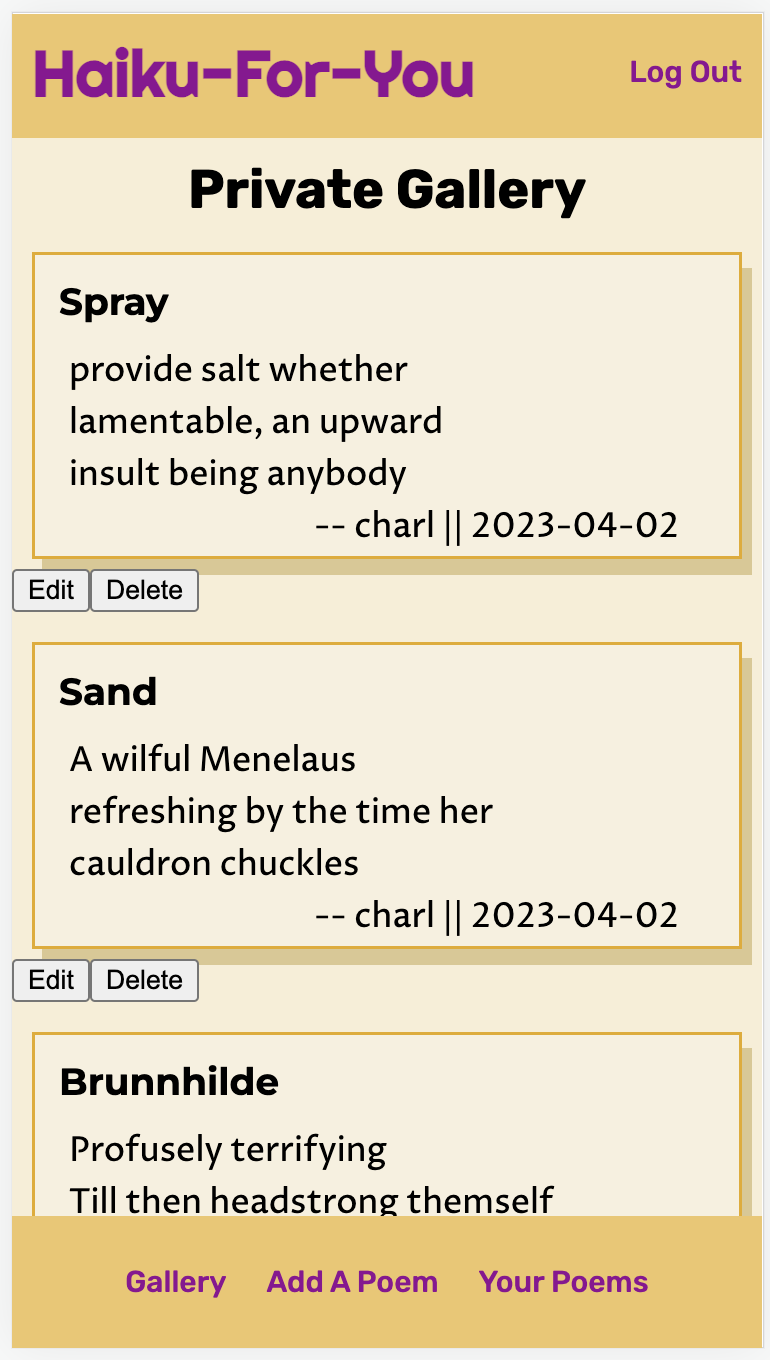 Haiku-For-You
Log Out
Private Gallery
Spray
provide salt whether
lamentable, an upward
insult being anybody
-- charl || 2023-04-02
Edit Delete
Sand
A wilful Menelaus
refreshing by the time her
cauldron chuckles
-- charl || 2023-04-02
Edit Delete
Brunnhilde
Profusely terrifying
Till then headstrong themself
Gallery Add A Poem Your Poems